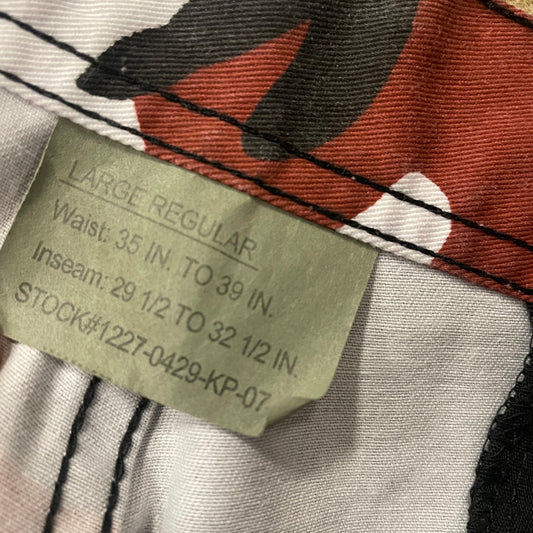 LARGE REGULAR
Waist: 35 IN. TO 39 IN.
Inseam: 29 1/2 TO 32 1/2 IN.
STOCK#1227-0429-KP-07